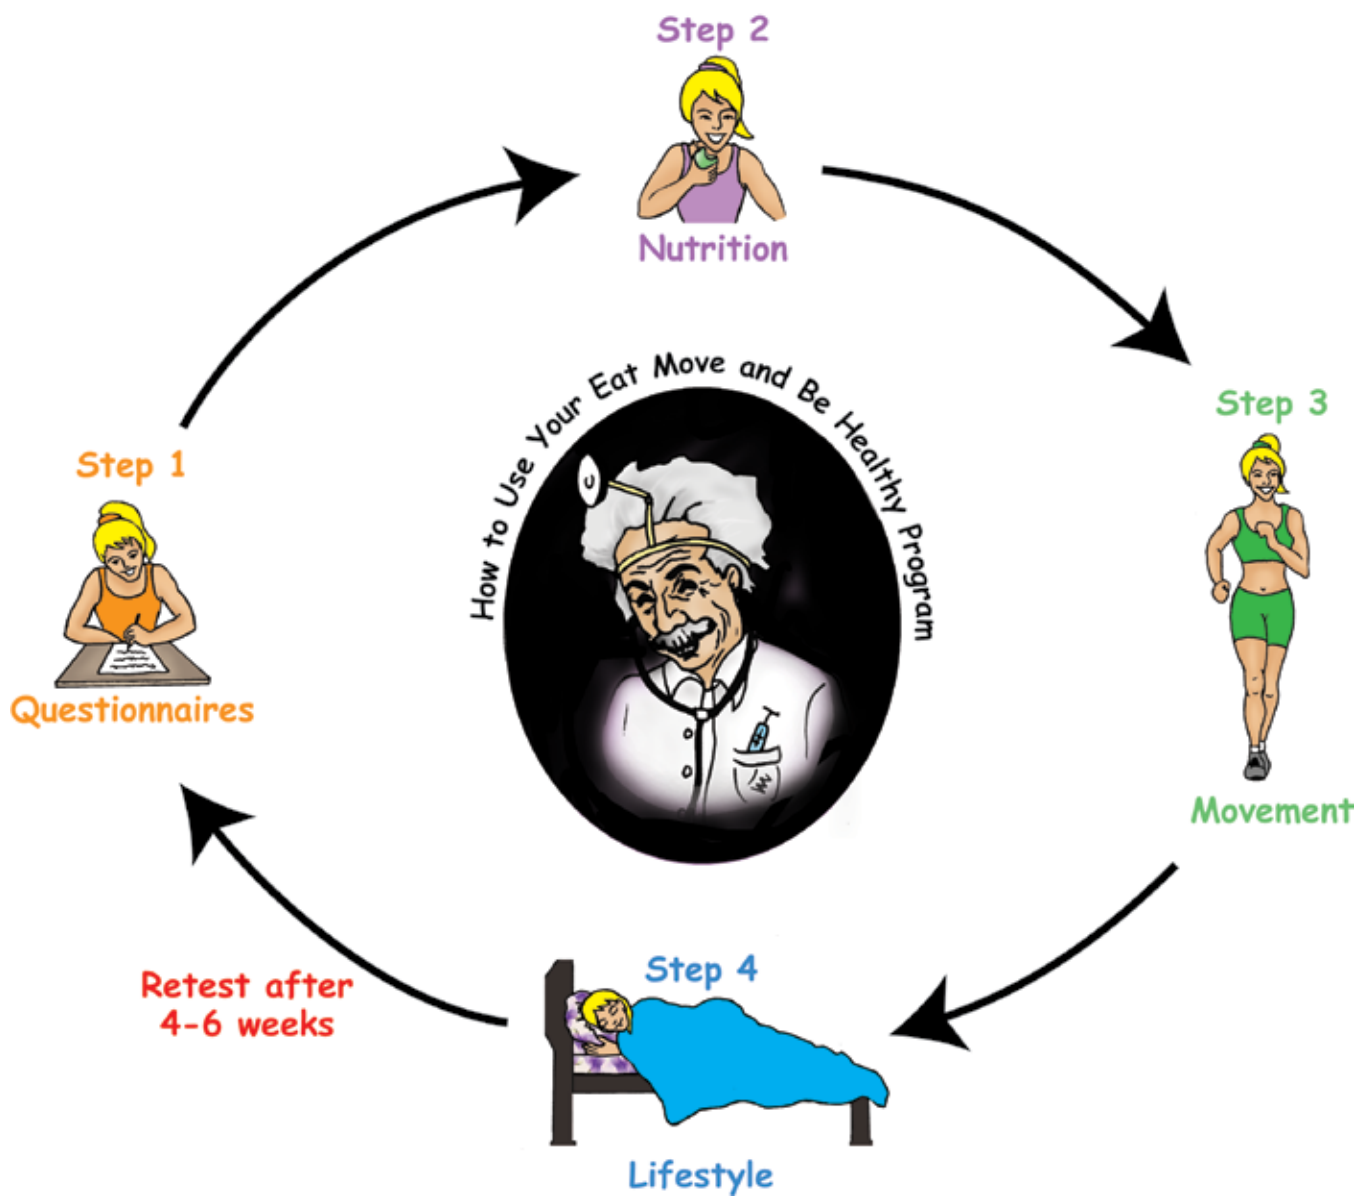 Step 2
Nutrition
How to Use Your Eat Move and Be Healthy Program
Step 3
Movement
Step 1
Questionnaires
Step 4
Lifestyle
Retest after
4-6 weeks